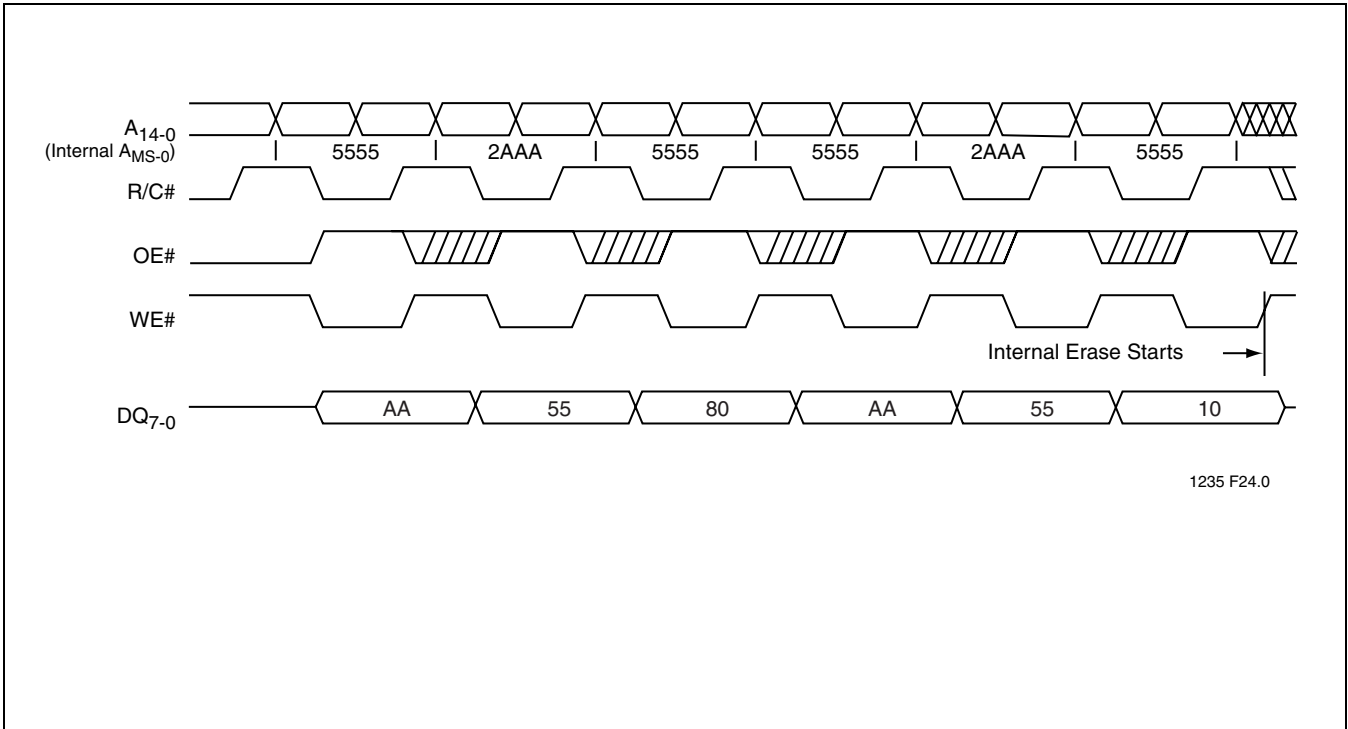 A14-0
(Internal AMS-0)
5555 2AAA 5555 5555 2AAA 5555
R/C#
OE#
WE#
Internal Erase Starts
DQ7-0
AA 55 80 AA 55 10
1235 F24.0